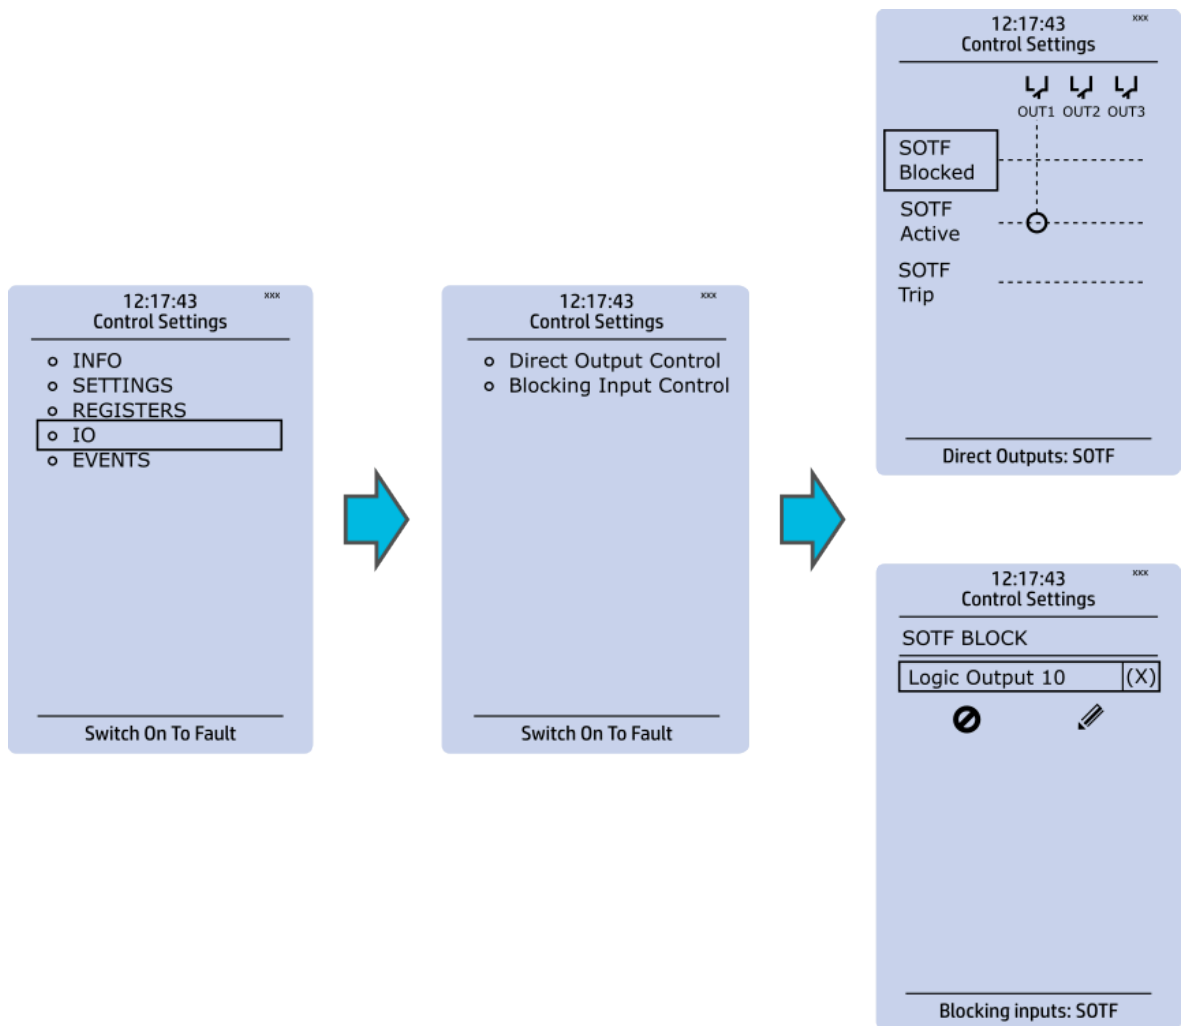 12:17:43 xxx
Control Settings
INFO
SETTINGS
REGISTERS
IO
EVENTS
Switch On To Fault
12:17:43 xxx
Control Settings
Direct Output Control
Blocking Input Control
Switch On To Fault
12:17:43 xxx
Control Settings
OUT1 OUT2 OUT3
SOTF
Blocked
SOTF
Active
SOTF
Trip
Direct Outputs: SOTF
12:17:43 xxx
Control Settings
SOTF BLOCK
Logic Output 10 (X)
Blocking inputs: SOTF